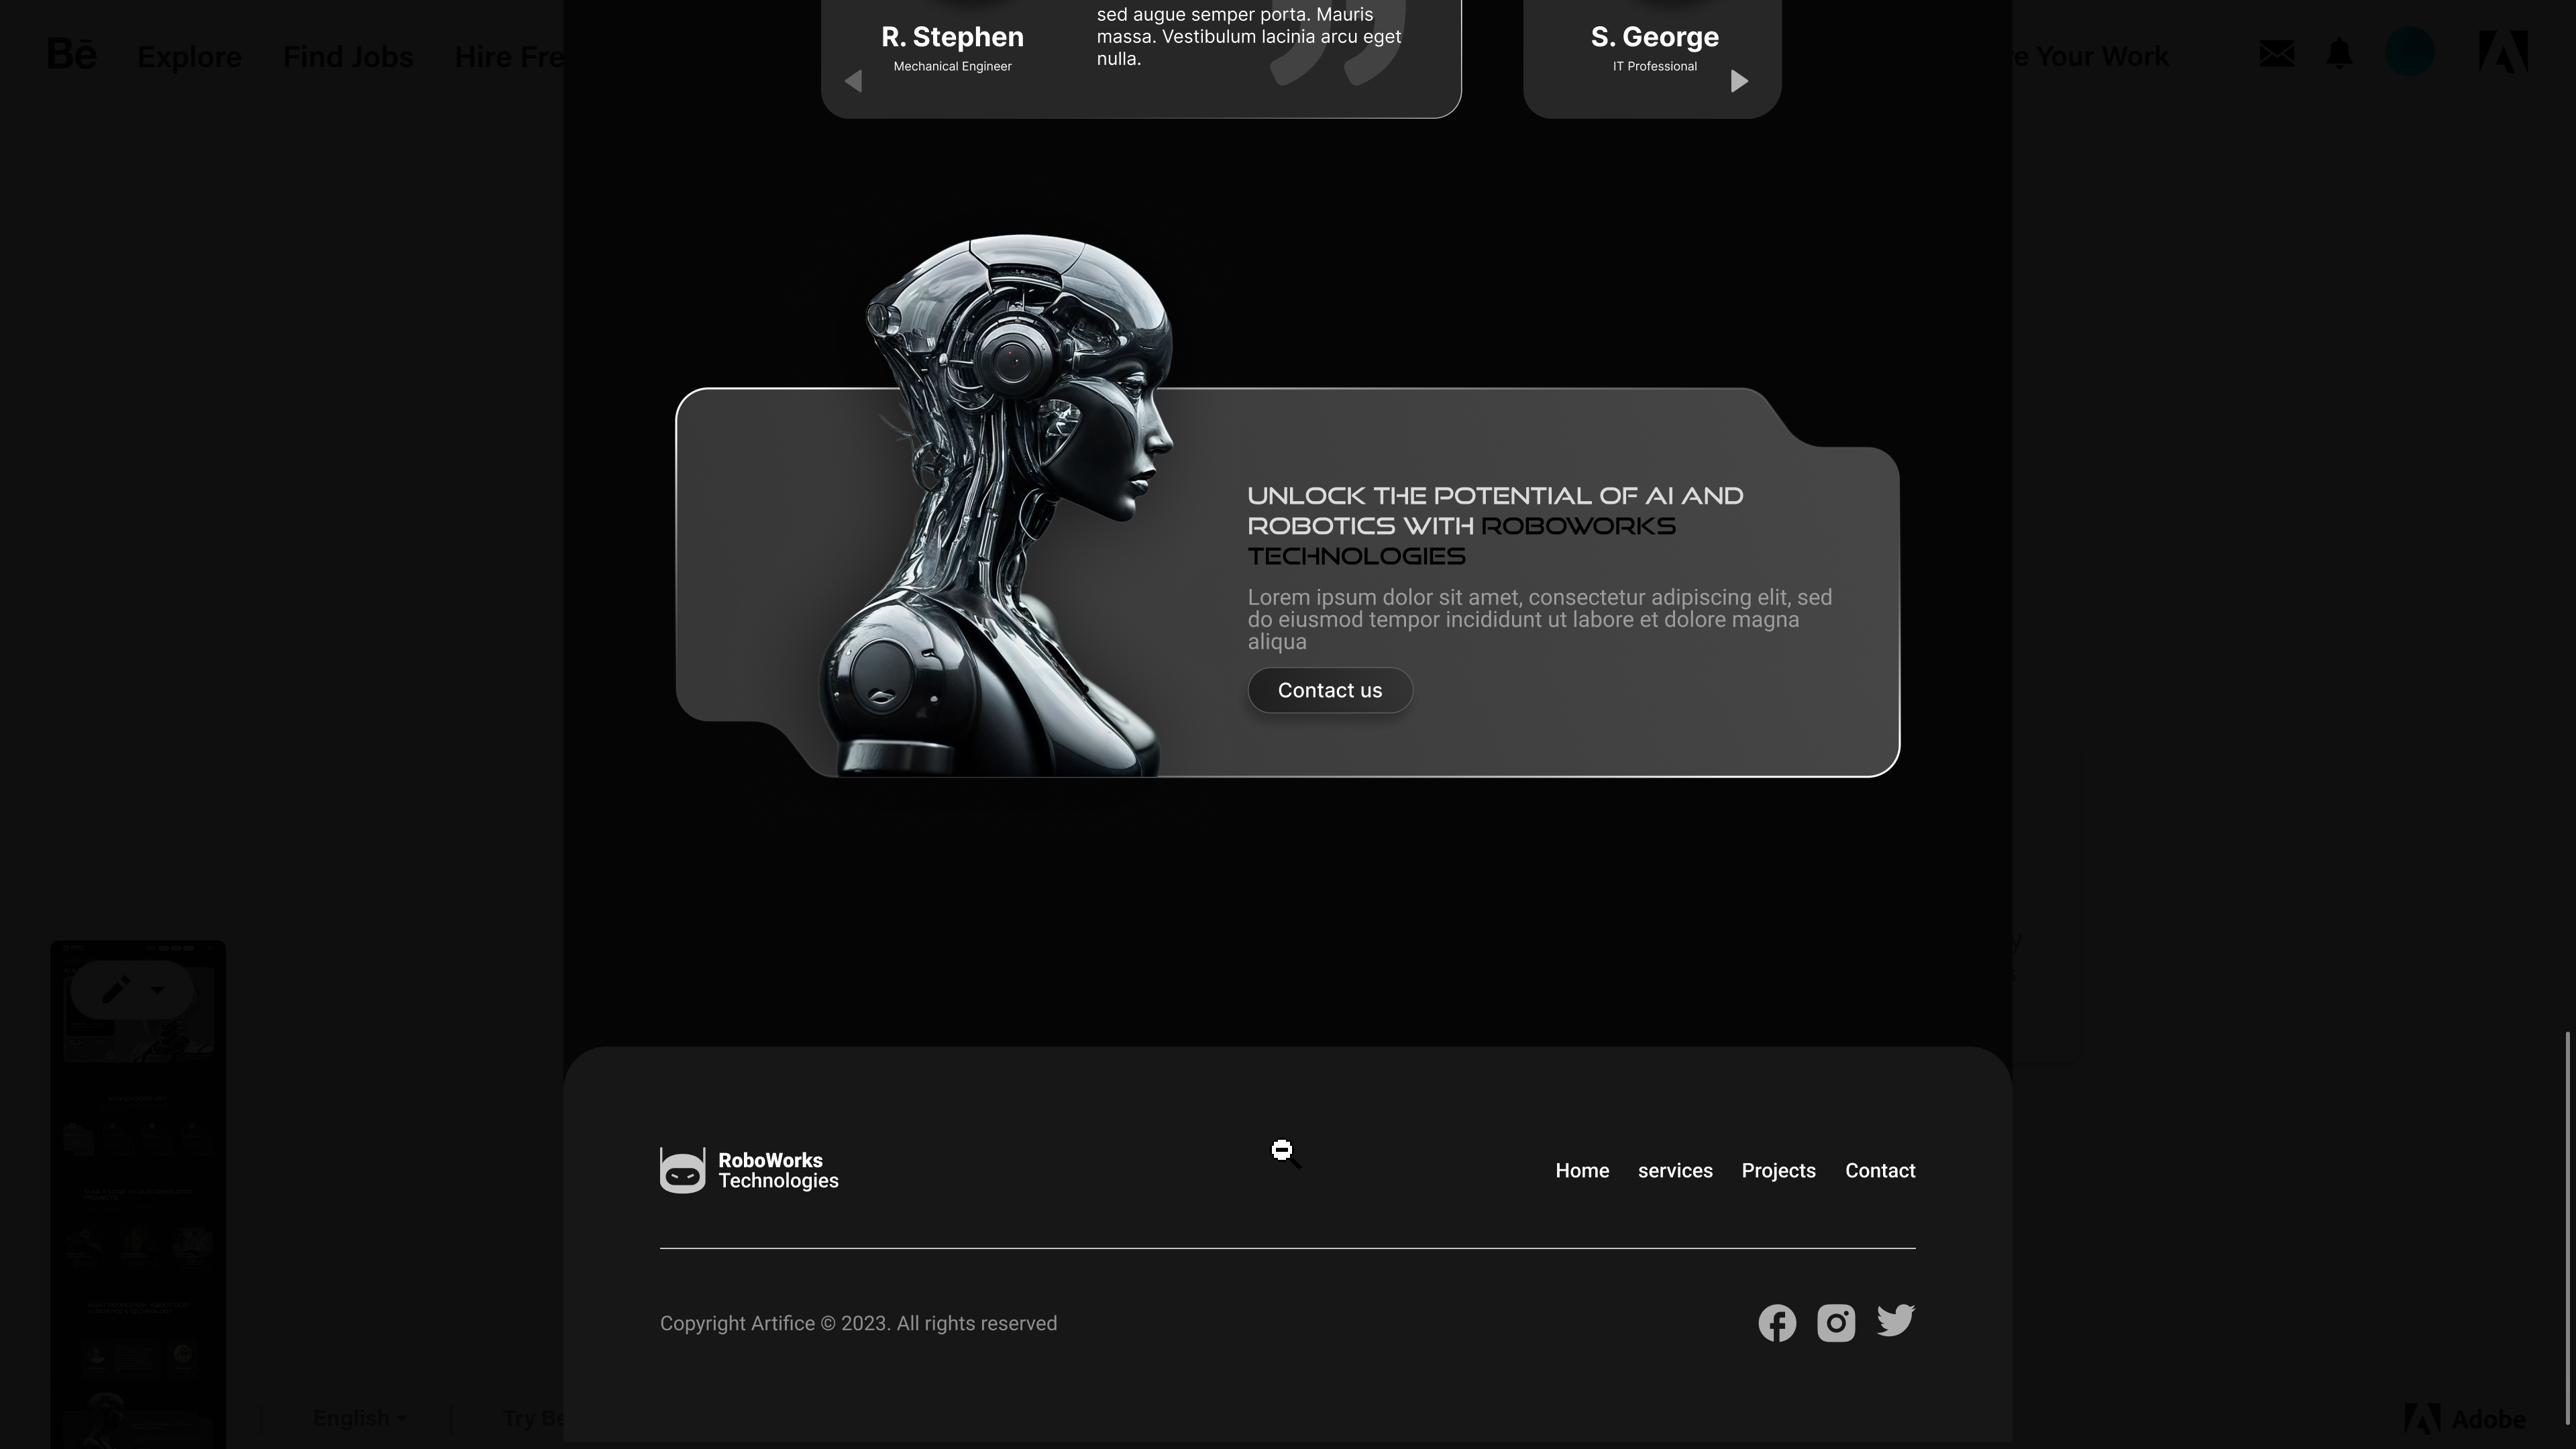 Bē Explore Find Jobs Hire Fre
e Your Work
sed augue semper porta. Mauris
massa. Vestibulum lacinia arcu eget
nulla.
R. Stephen
Mechanical Engineer
S. George
IT Professional
UNLOCK THE POTENTIAL OF AI AND
ROBOTICS WITH ROBOWORKS
TECHNOLOGIES
Lorem ipsum dolor sit amet, consectetur adipiscing elit, sed
do eiusmod tempor incididunt ut labore et dolore magna
aliqua
Contact us
RoboWorks
Technologies
Home services Projects Contact
Copyright Artifice © 2023. All rights reserved
English Try Be
Adobe